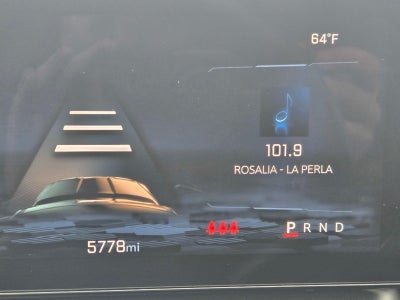 64°F
101.9
ROSALIA - LA PERLA
5778mi
P R N D